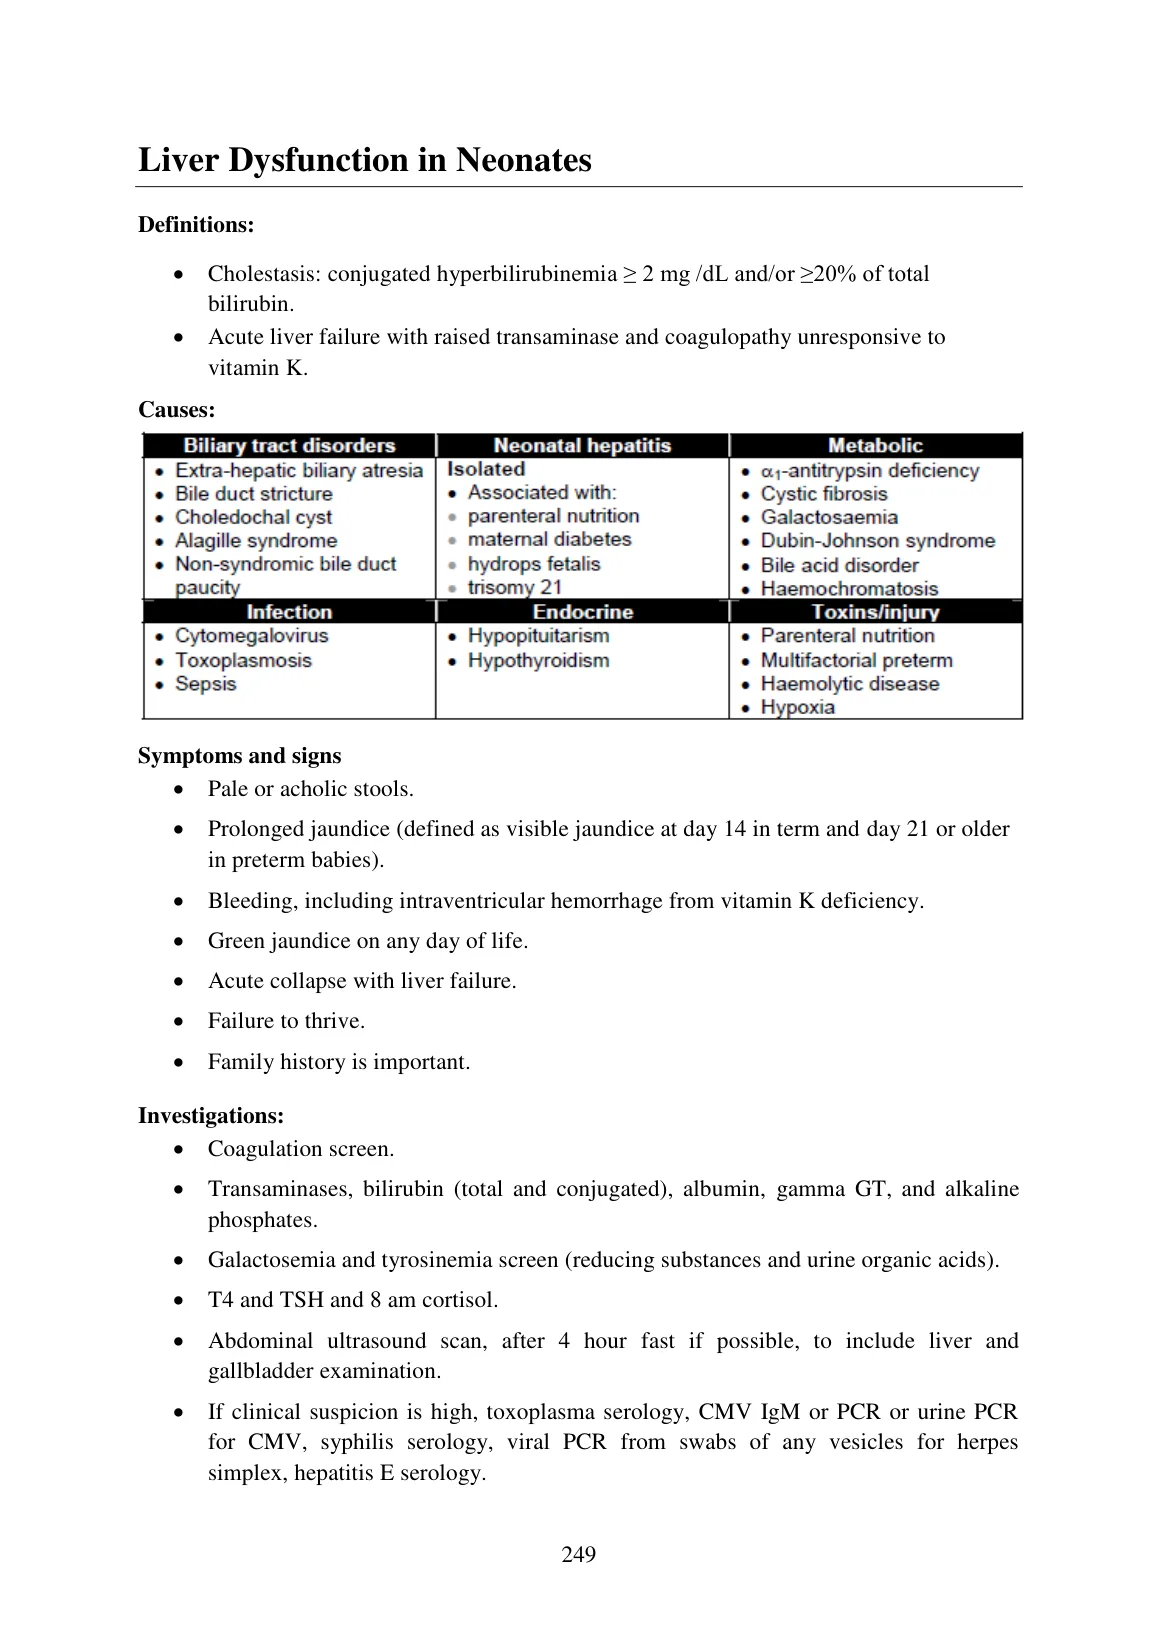 Liver Dysfunction in Neonates
Definitions:
• Cholestasis: conjugated hyperbilirubinemia ≥ 2 mg /dL and/or ≥20% of total
bilirubin.
• Acute liver failure with raised transaminase and coagulopathy unresponsive to
vitamin K.
Causes:
Biliary tract disorders
• Extra-hepatic biliary atresia
• Bile duct stricture
• Choledochal cyst
• Alagille syndrome
• Non-syndromic bile duct
paucity
Neonatal hepatitis
Isolated
• Associated with:
• parenteral nutrition
• maternal diabetes
• hydrops fetalis
• trisomy 21
Metabolic
• α1-antitrypsin deficiency
• Cystic fibrosis
• Galactosaemia
• Dubin-Johnson syndrome
• Bile acid disorder
• Haemochromatosis
Infection
• Cytomegalovirus
• Toxoplasmosis
• Sepsis
Endocrine
• Hypopituitarism
• Hypothyroidism
Toxins/injury
• Parenteral nutrition
• Multifactorial preterm
• Haemolytic disease
• Hypoxia
Symptoms and signs
• Pale or acholic stools.
• Prolonged jaundice (defined as visible jaundice at day 14 in term and day 21 or older
in preterm babies).
• Bleeding, including intraventricular hemorrhage from vitamin K deficiency.
• Green jaundice on any day of life.
• Acute collapse with liver failure.
• Failure to thrive.
• Family history is important.
Investigations:
• Coagulation screen.
• Transaminases, bilirubin (total and conjugated), albumin, gamma GT, and alkaline
phosphates.
• Galactosemia and tyrosinemia screen (reducing substances and urine organic acids).
• T4 and TSH and 8 am cortisol.
• Abdominal ultrasound scan, after 4 hour fast if possible, to include liver and
gallbladder examination.
• If clinical suspicion is high, toxoplasma serology, CMV IgM or PCR or urine PCR
for CMV, syphilis serology, viral PCR from swabs of any vesicles for herpes
simplex, hepatitis E serology.
249